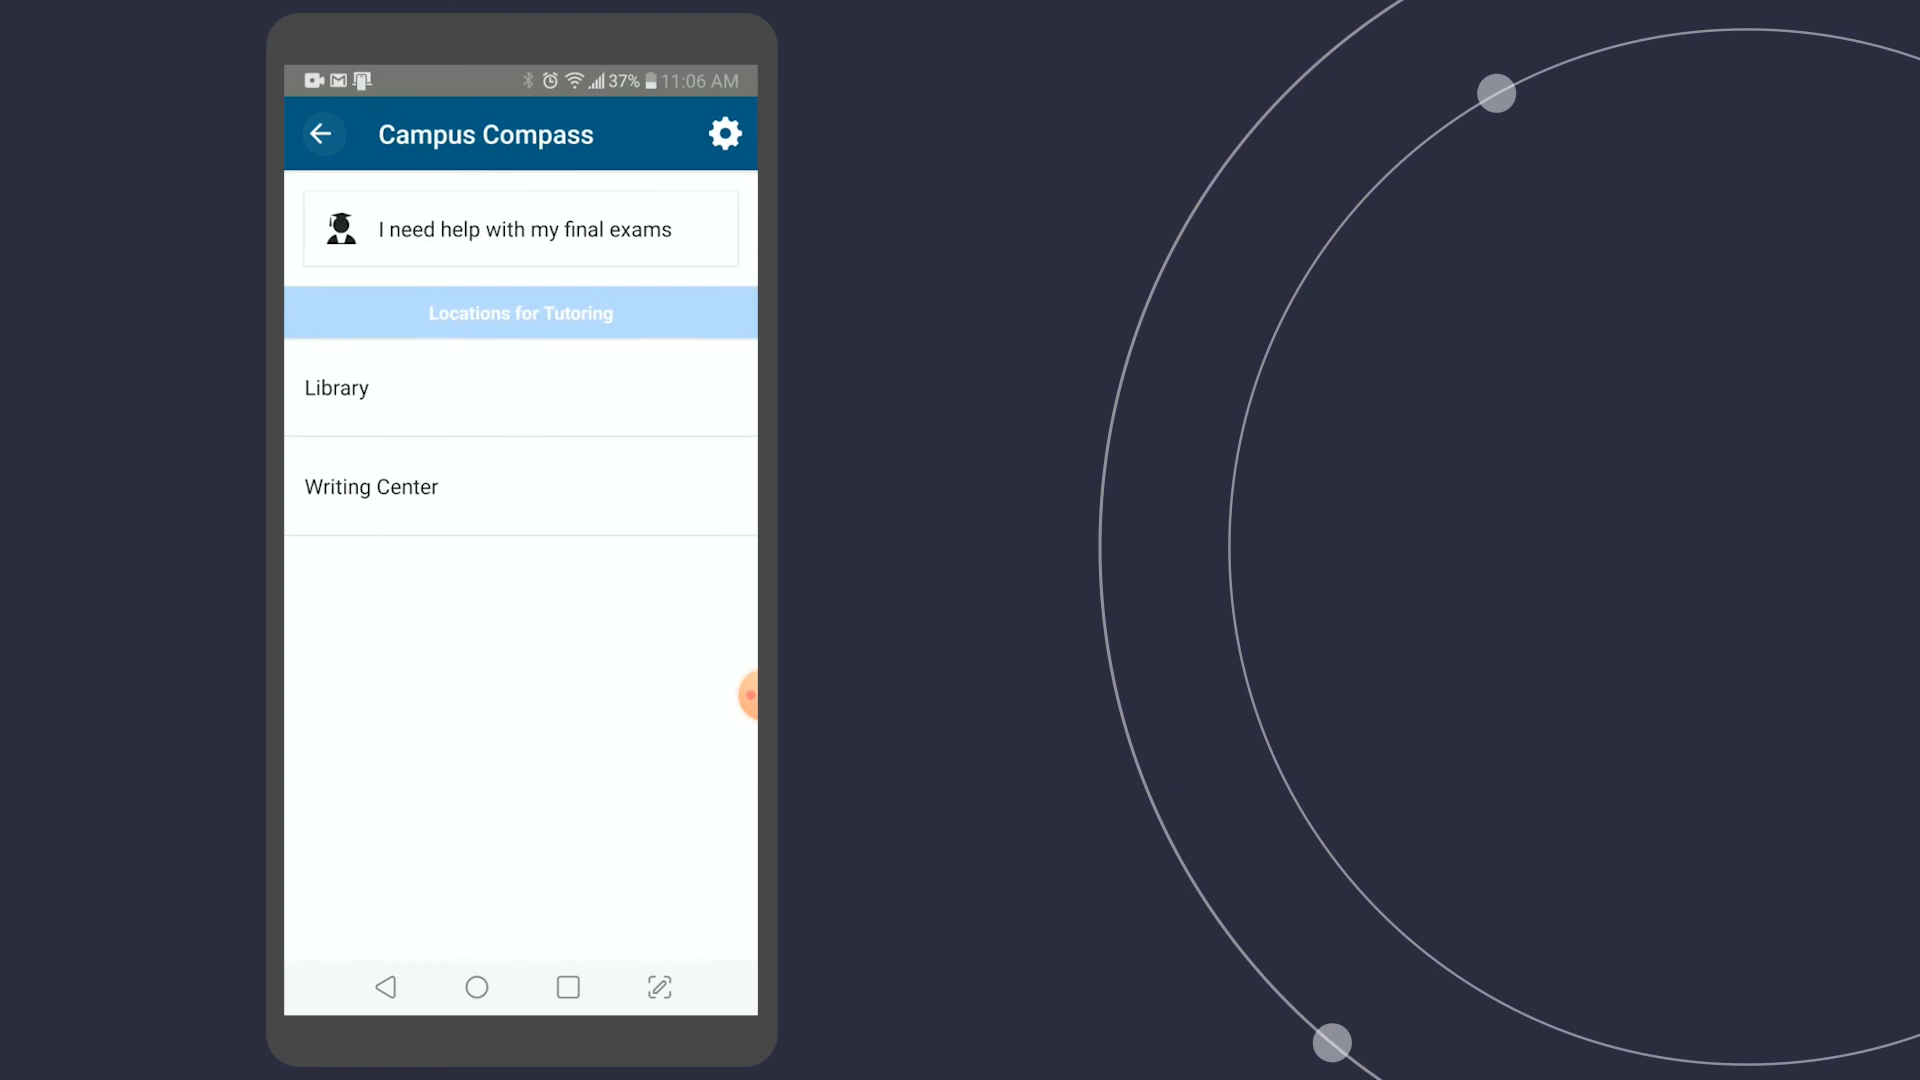 37% 11:06 AM
Campus Compass
I need help with my final exams
Locations for Tutoring
Library
Writing Center